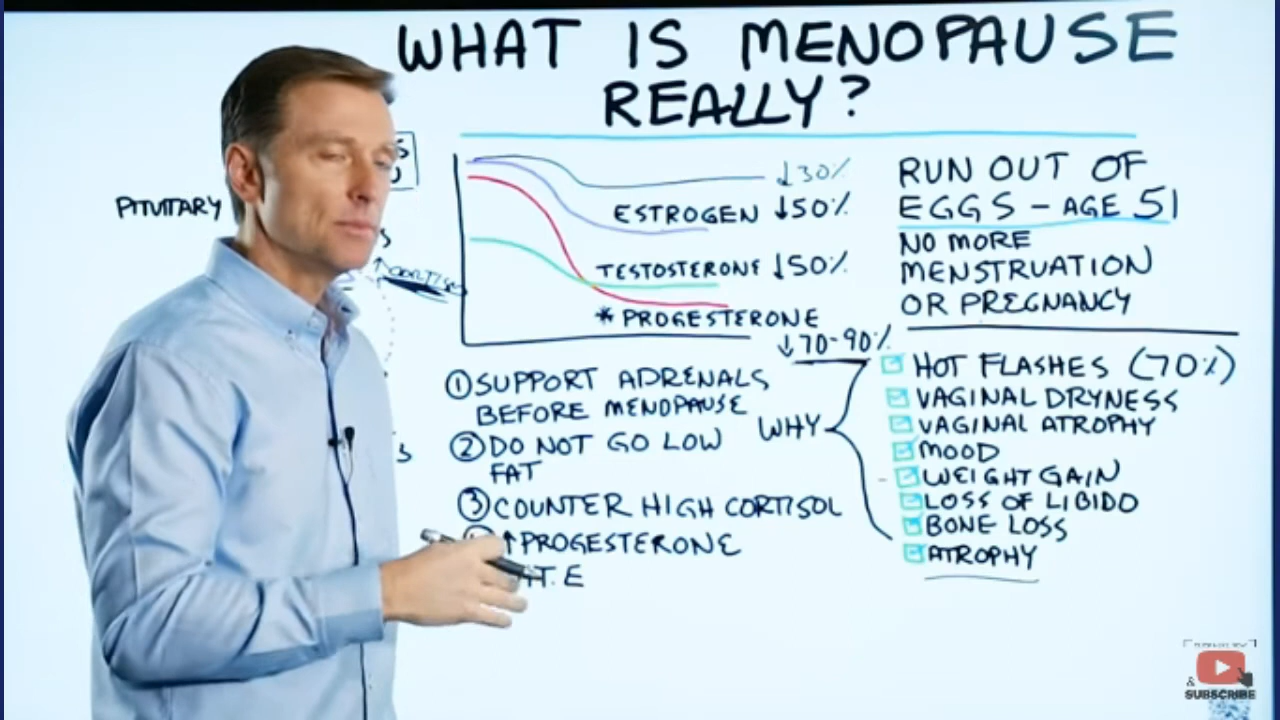 WHAT IS MENOPAUSE
REALLY?
PITUITARY
↓30%
ESTROGEN ↓50%
TESTOSTERONE ↓50%
* PROGESTERONE
↓70-90%
RUN OUT OF
EGGS - AGE 51
NO MORE
MENSTRUATION
OR PREGNANCY
① SUPPORT ADRENALS
BEFORE MENOPAUSE
② DO NOT GO LOW
FAT
③ COUNTER HIGH CORTISOL
↑PROGESTERONE
IT. E
WHY
HOT FLASHES (70%)
VAGINAL DRYNESS
VAGINAL ATROPHY
MOOD
WEIGHT GAIN
LOSS OF LIBIDO
BONE LOSS
ATROPHY
&
SUBSCRIBE